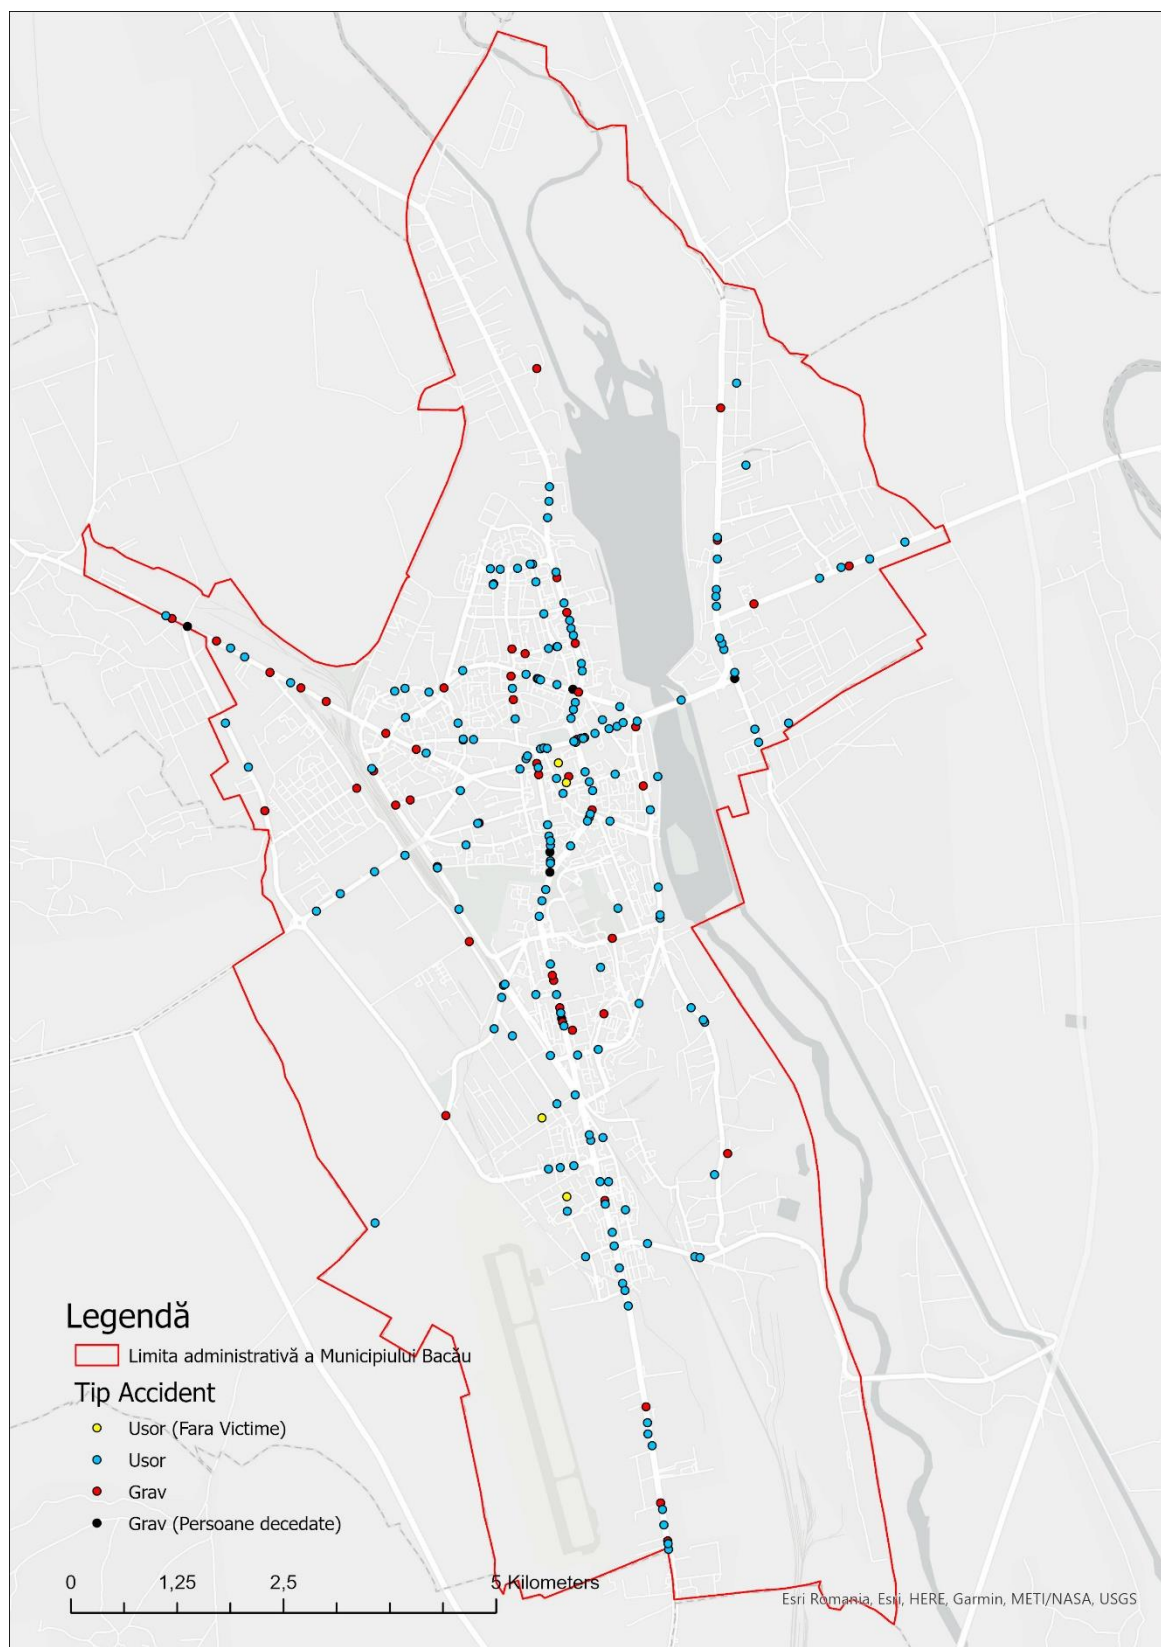 Legendă
Limita administrativă a Municipiului Bacău
Tip Accident
Usor (Fara Victime)
Usor
Grav
Grav (Persoane decedate)
0 1,25 2,5 5 Kilometers
Esri Romania, Esri, HERE, Garmin, METI/NASA, USGS